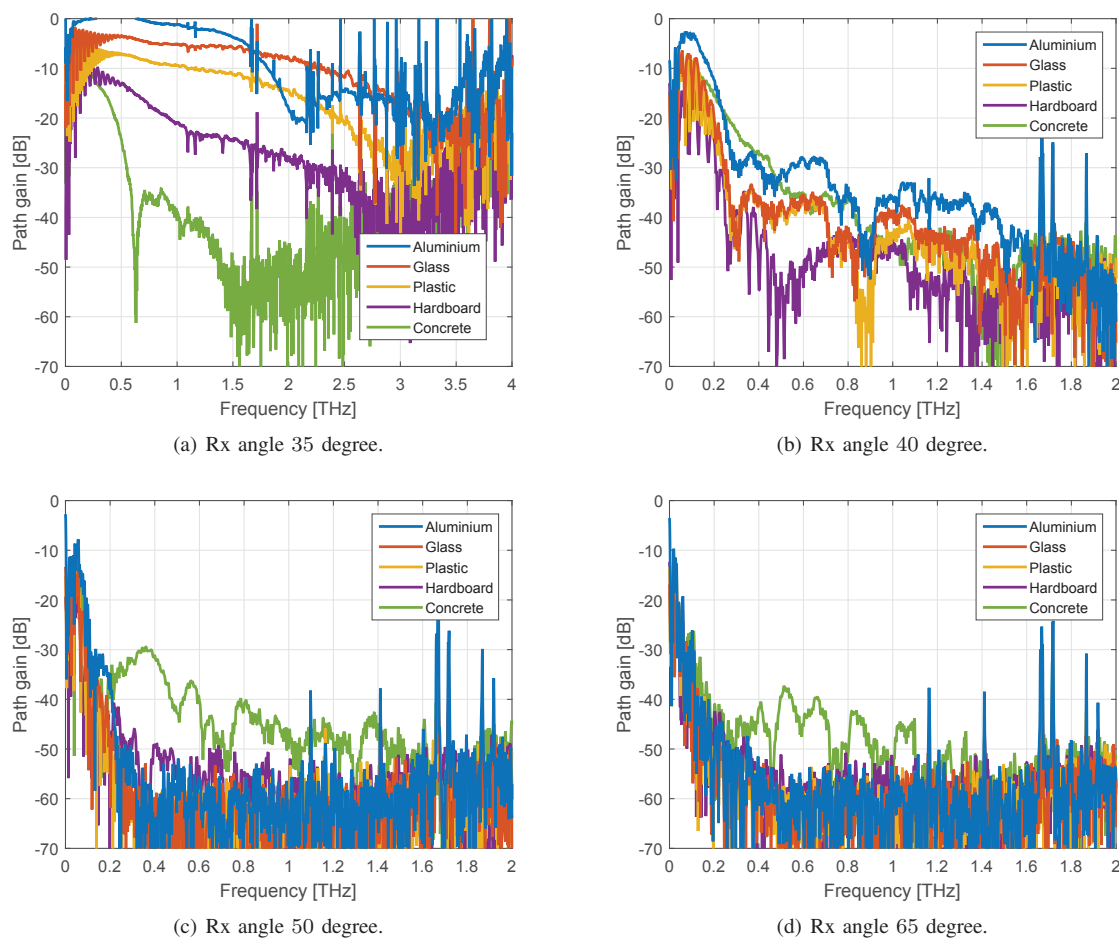 0
-10
-20
-30
-40
-50
-60
-70
Path gain [dB]
Aluminium
Glass
Plastic
Hardboard
Concrete
0 0.5 1 1.5 2 2.5 3 3.5 4
Frequency [THz]
(a) Rx angle 35 degree.
0
-10
-20
-30
-40
-50
-60
-70
Path gain [dB]
Aluminium
Glass
Plastic
Hardboard
Concrete
0 0.2 0.4 0.6 0.8 1 1.2 1.4 1.6 1.8 2
Frequency [THz]
(b) Rx angle 40 degree.
0
-10
-20
-30
-40
-50
-60
-70
Path gain [dB]
Aluminium
Glass
Plastic
Hardboard
Concrete
0 0.2 0.4 0.6 0.8 1 1.2 1.4 1.6 1.8 2
Frequency [THz]
(c) Rx angle 50 degree.
0
-10
-20
-30
-40
-50
-60
-70
Path gain [dB]
Aluminium
Glass
Plastic
Hardboard
Concrete
0 0.2 0.4 0.6 0.8 1 1.2 1.4 1.6 1.8 2
Frequency [THz]
(d) Rx angle 65 degree.